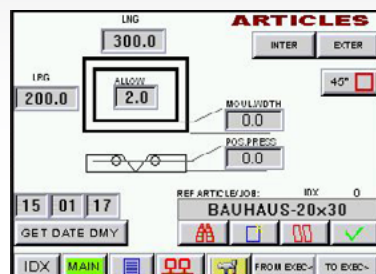 LNG
ARTICLES
300.0
INTER EXTER
LRG
ALLOW
45°
200.0
2.0
MOUL.WDTH
0.0
POS.PRESS
0.0
15 01 17
REF ARTICLE/JOB: IDX 0
BAUHAUS-20x30
GET DATE DMY
IDX MAIN FROM EXEC- TO EXEC-